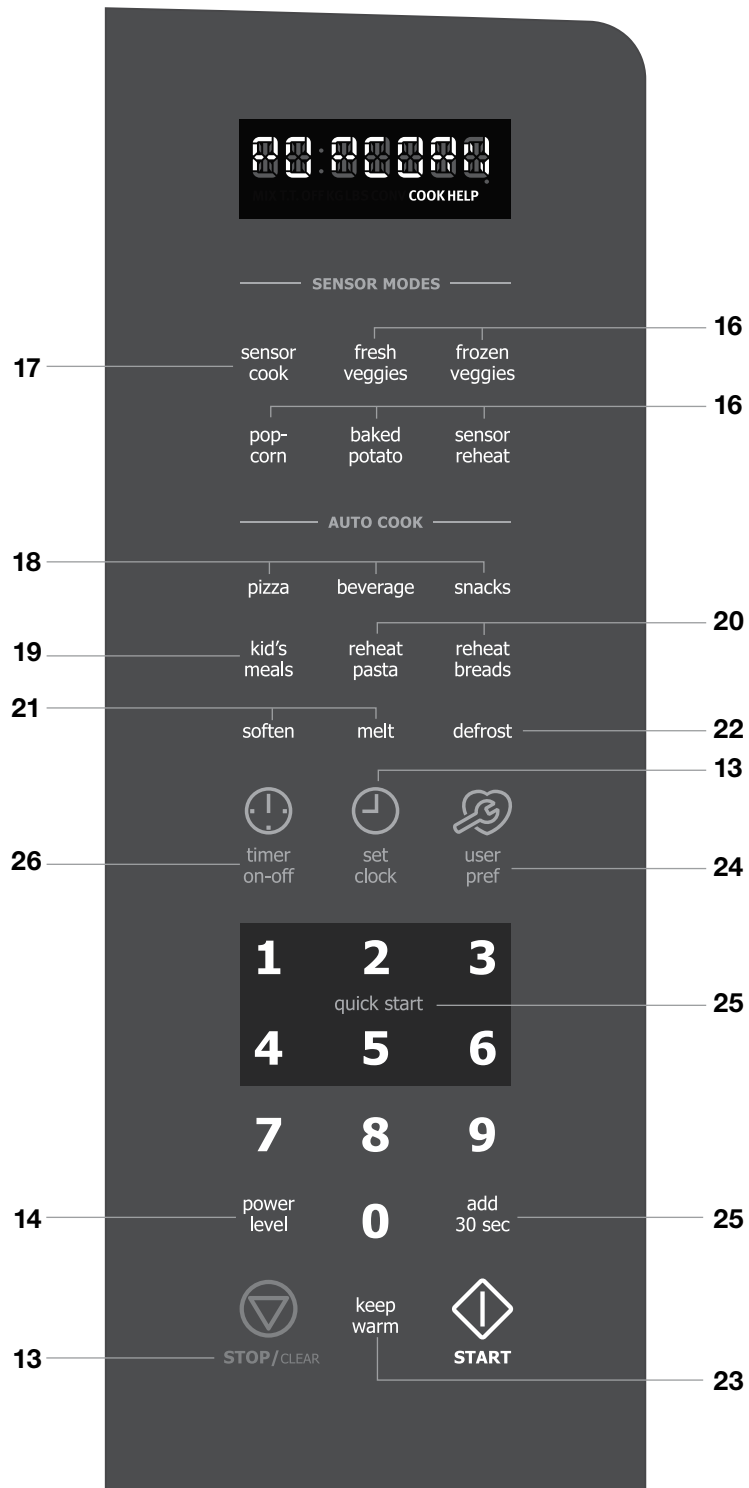 COOK HELP
SENSOR MODES
16
17
sensor fresh frozen
cook veggies veggies
16
pop- baked sensor
corn potato reheat
AUTO COOK
18
pizza beverage snacks
20
19
kid's reheat reheat
meals pasta breads
21
soften melt defrost
22
13
timer set user
on-off clock pref
26
24
1 2 3
quick start
25
4 5 6
7 8 9
power add
level 0 30 sec
14
25
keep
warm
STOP/CLEAR START
13
23